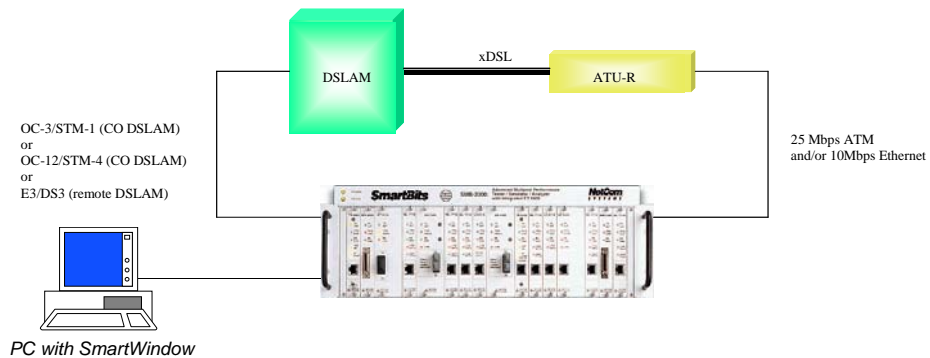 xDSL
DSLAM
ATU-R
OC-3/STM-1 (CO DSLAM)
or
OC-12/STM-4 (CO DSLAM)
or
E3/DS3 (remote DSLAM)
25 Mbps ATM
and/or 10Mbps Ethernet
SmartBits
NetCom
SYSTEMS
PC with SmartWindow